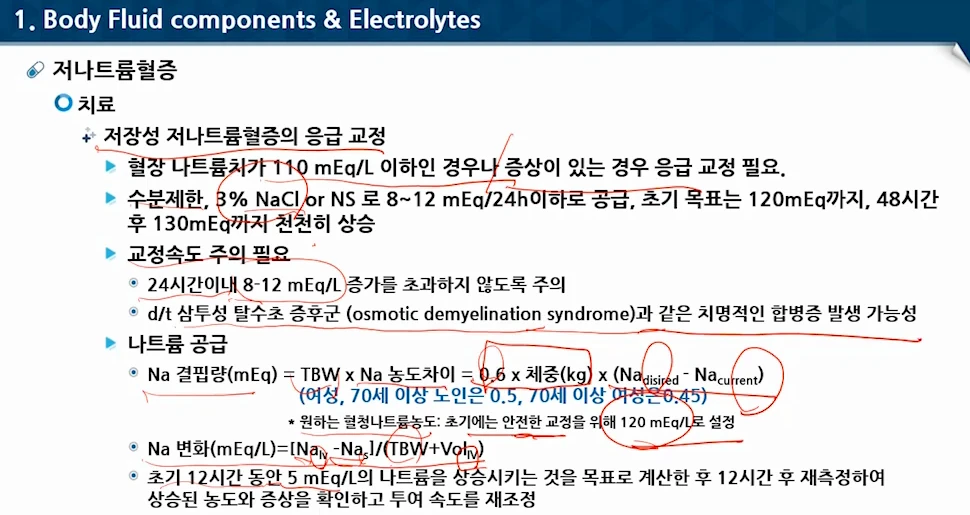 1. Body Fluid components & Electrolytes
저나트륨혈증
치료
저장성 저나트륨혈증의 응급 교정
혈장 나트륨치가 110 mEq/L 이하인 경우나 증상이 있는 경우 응급 교정 필요.
수분제한, 3% NaCl or NS 로 8~12 mEq/24h이하로 공급, 초기 목표는 120mEq까지, 48시간
후 130mEq까지 천천히 상승
교정속도 주의 필요
24시간이내 8-12 mEq/L 증가를 초과하지 않도록 주의
d/t 삼투성 탈수초 증후군 (osmotic demyelination syndrome)과 같은 치명적인 합병증 발생 가능성
나트륨 공급
Na 결핍량(mEq) = TBW x Na 농도차이 = 0.6 x 체중(kg) x (Nadisired - Nacurrent)
(여성, 70세 이상 노인은 0.5, 70세 이상 여성은0.45)
* 원하는 혈청나트륨농도: 초기에는 안전한 교정을 위해 120 mEq/L로 설정
Na 변화(mEq/L)=[Naiv -Nas]/(TBW+VolIV)
초기 12시간 동안 5 mEq/L의 나트륨을 상승시키는 것을 목표로 계산한 후 12시간 후 재측정하여
상승된 농도와 증상을 확인하고 투여 속도를 재조정